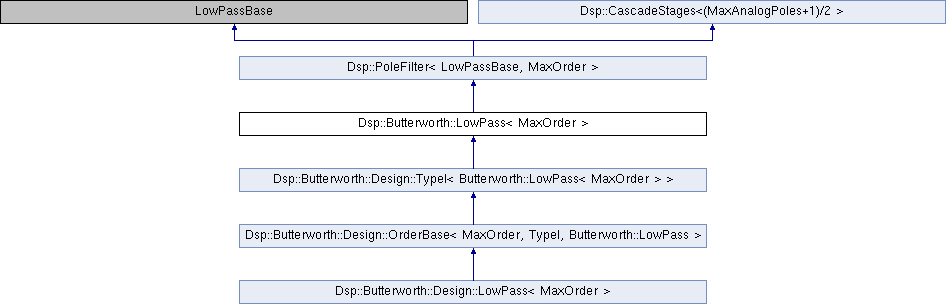 LowPassBase
Dsp::CascadeStages<(MaxAnalogPoles+1)/2 >
Dsp::PoleFilter< LowPassBase, MaxOrder >
Dsp::Butterworth::LowPass< MaxOrder >
Dsp::Butterworth::Design::TypeI< Butterworth::LowPass< MaxOrder > >
Dsp::Butterworth::Design::OrderBase< MaxOrder, TypeI, Butterworth::LowPass >
Dsp::Butterworth::Design::LowPass< MaxOrder >